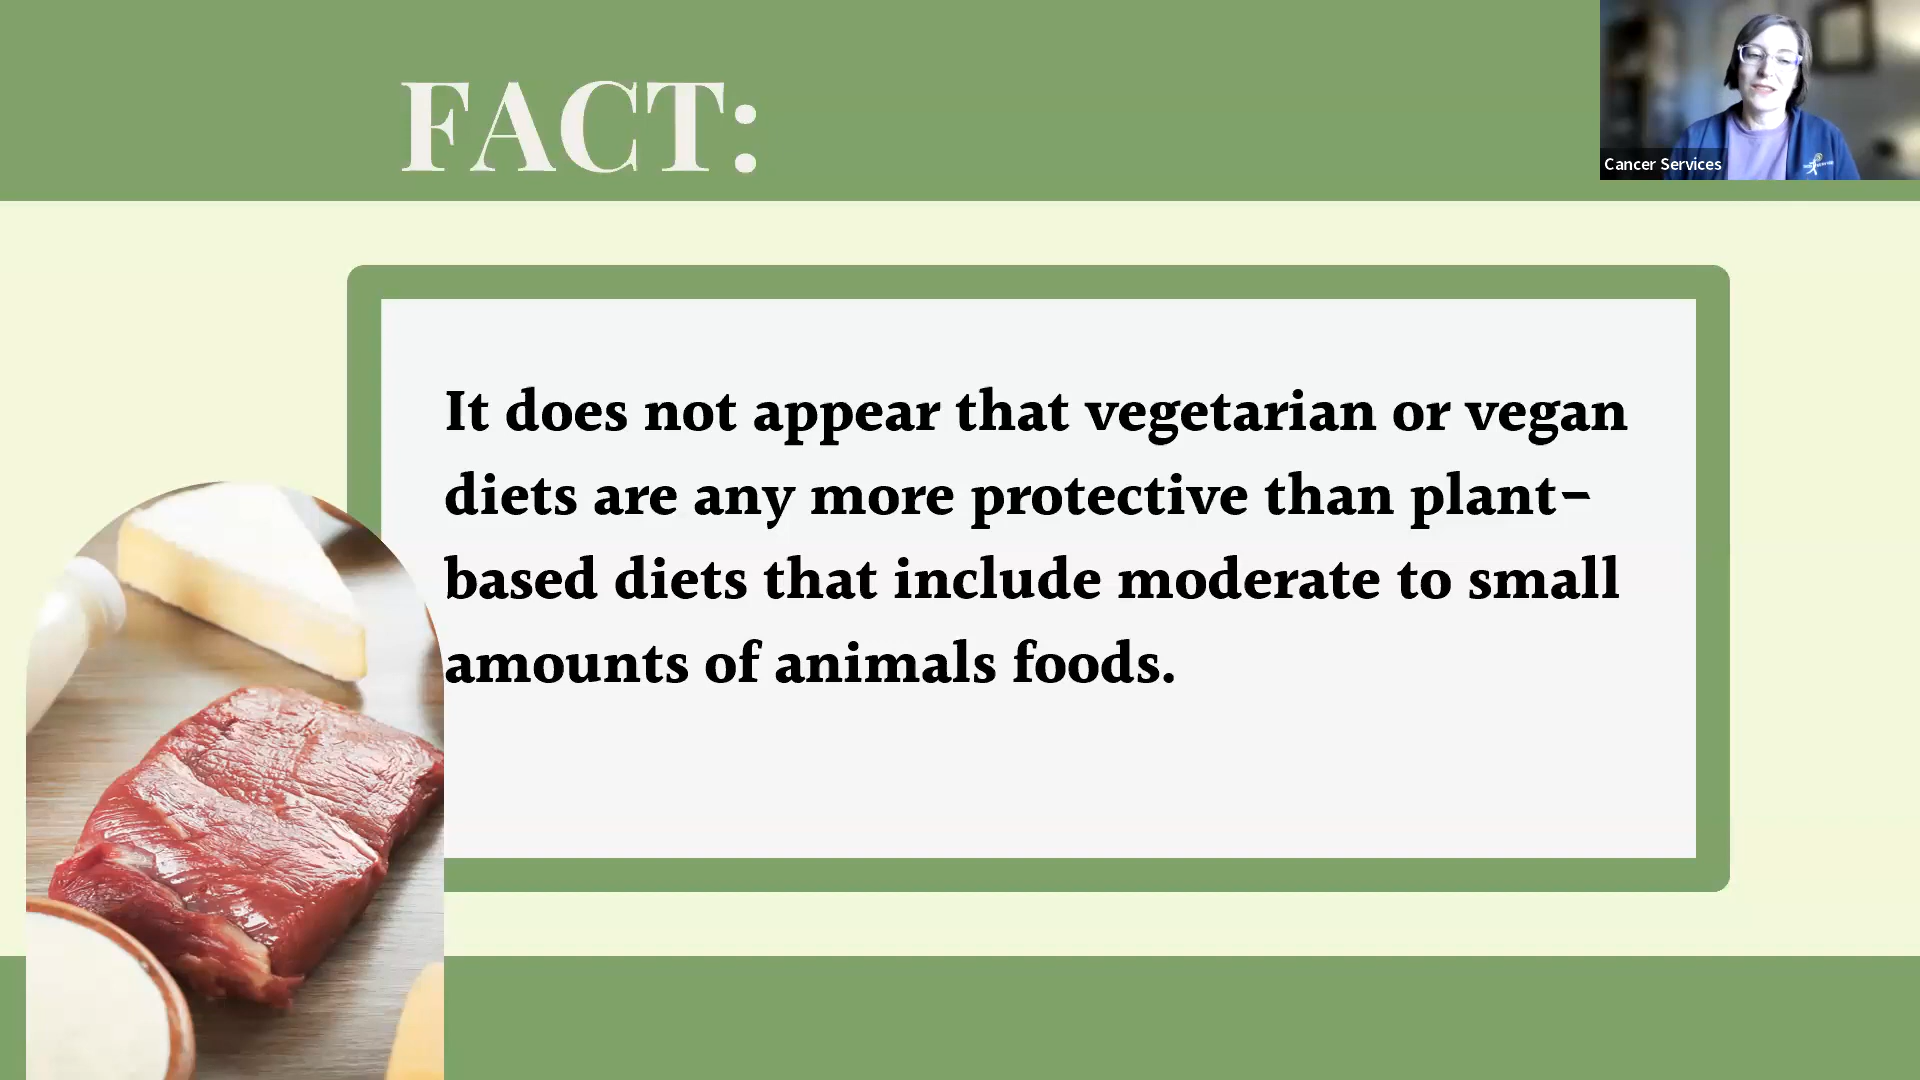 FACT:
Cancer Services
It does not appear that vegetarian or vegan
diets are any more protective than plant-
based diets that include moderate to small
amounts of animals foods.